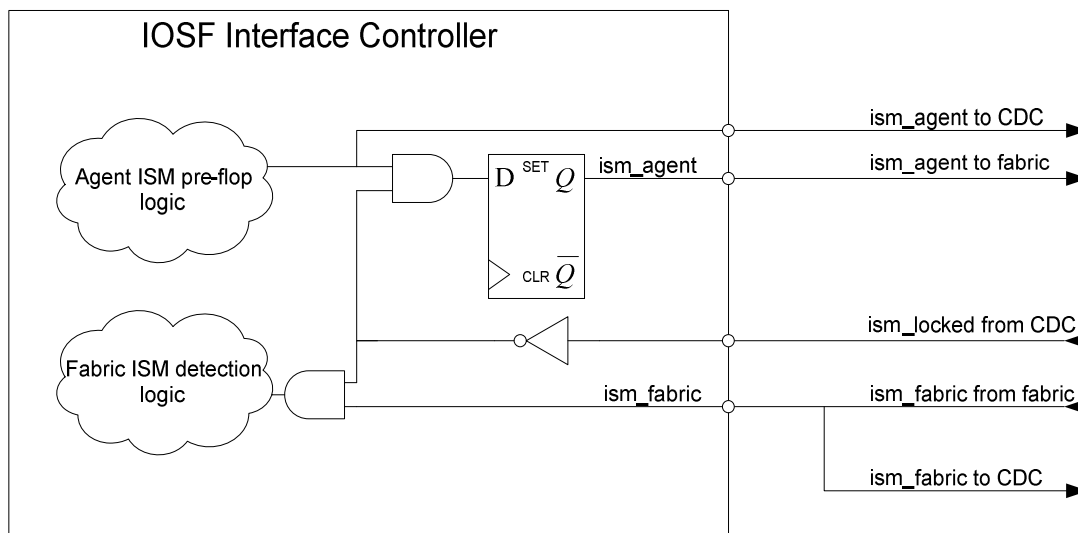 IOSF Interface Controller
ism_agent to CDC
Agent ISM pre-flop
logic
D SET Q
ism_agent
ism_agent to fabric
CLR Q̅
ism_locked from CDC
Fabric ISM detection
logic
ism_fabric
ism_fabric from fabric
ism_fabric to CDC